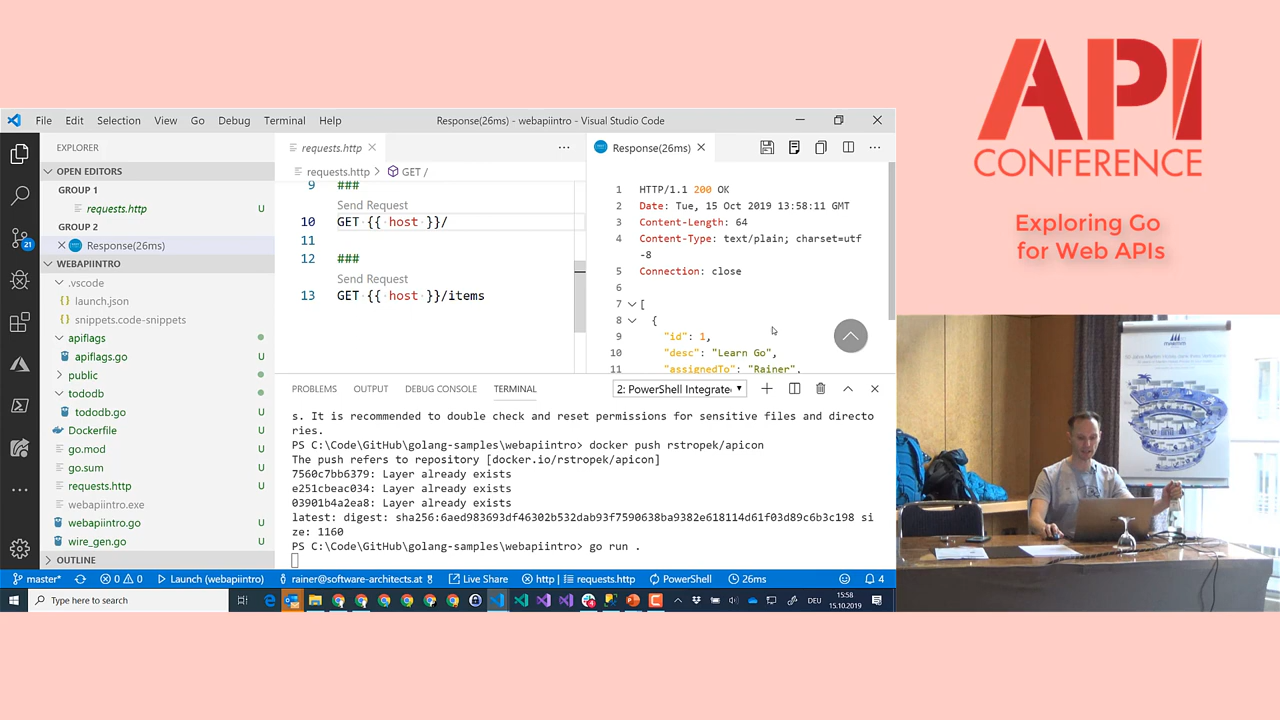 File Edit Selection View Go Debug Terminal Help
Response(26ms) - webapiintro - Visual Studio Code
EXPLORER
OPEN EDITORS
GROUP 1
requests.http U
GROUP 2
Response(26ms)
WEBAPIINTRO
.vscode
launch.json
snippets.code-snippets
apiflags
apiflags.go U
public
tododb
tododb.go U
Dockerfile U
go.mod U
go.sum U
requests.http U
webapiintro.exe
webapiintro.go U
wire_gen.go U
OUTLINE
21
requests.http
requests.http GET /
9 ###
Send Request
10 GET {{ host }}/
11
12 ###
Send Request
13 GET {{ host }}/items
Response(26ms)
1 HTTP/1.1 200 OK
2 Date: Tue, 15 Oct 2019 13:58:11 GMT
3 Content-Length: 64
4 Content-Type: text/plain; charset=utf
-8
5 Connection: close
6
7 [
8 {
9 "id": 1,
10 "desc": "Learn Go",
11 "assignedTo": "Rainer",
PROBLEMS OUTPUT DEBUG CONSOLE TERMINAL
2: PowerShell Integrate
s. It is recommended to double check and reset permissions for sensitive files and directo
ries.
PS C:\Code\GitHub\golang-samples\webapiintro> docker push rstropek/apicon
The push refers to repository [docker.io/rstropek/apicon]
7560c7bb6379: Layer already exists
e251cbeac034: Layer already exists
03901b4a2ea8: Layer already exists
latest: digest: sha256:6aed983693df46302b532dab93f7590638ba9382e618114d61f03d89c6b3c198 si
ze: 1160
PS C:\Code\GitHub\golang-samples\webapiintro> go run .
master* 0 0 Launch (webapiintro) rainer@software-architects.at Live Share http requests.http PowerShell 26ms 4
Type here to search
DEU
15:58
15.10.2019
API
CONFERENCE
Exploring Go
for Web APIs